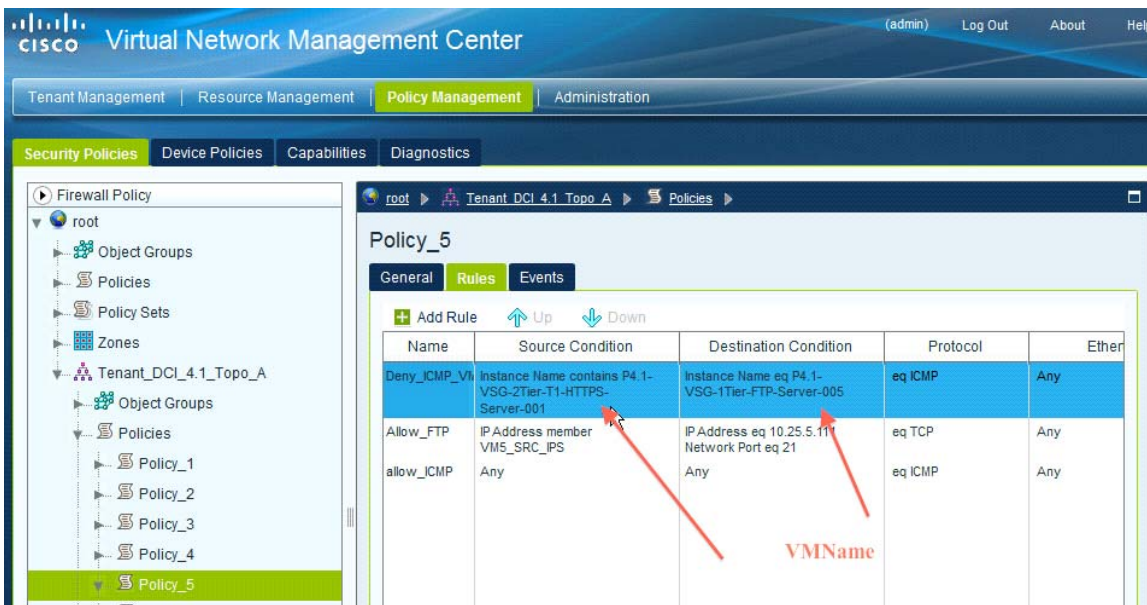 CISCO Virtual Network Management Center
(admin) Log Out About Help
Tenant Management | Resource Management | Policy Management | Administration
Security Policies Device Policies Capabilities Diagnostics
Firewall Policy
root
Object Groups
Policies
Policy Sets
Zones
Tenant_DCI_4.1_Topo_A
Object Groups
Policies
Policy_1
Policy_2
Policy_3
Policy_4
Policy_5
root Tenant_DCI_4.1_Topo_A Policies
Policy_5
General Rules Events
Add Rule Up Down
Name Source Condition Destination Condition Protocol Ether
Deny_ICMP_VM Instance Name contains P4.1-VSG-2Tier-T1-HTTPS-Server-001 Instance Name eq P4.1-VSG-1Tier-FTP-Server-005 eq ICMP Any
Allow_FTP IP Address member VM5_SRC_IPS IP Address eq 10.25.5.111 Network Port eq 21 eq TCP Any
allow_ICMP Any Any eq ICMP Any
VMName